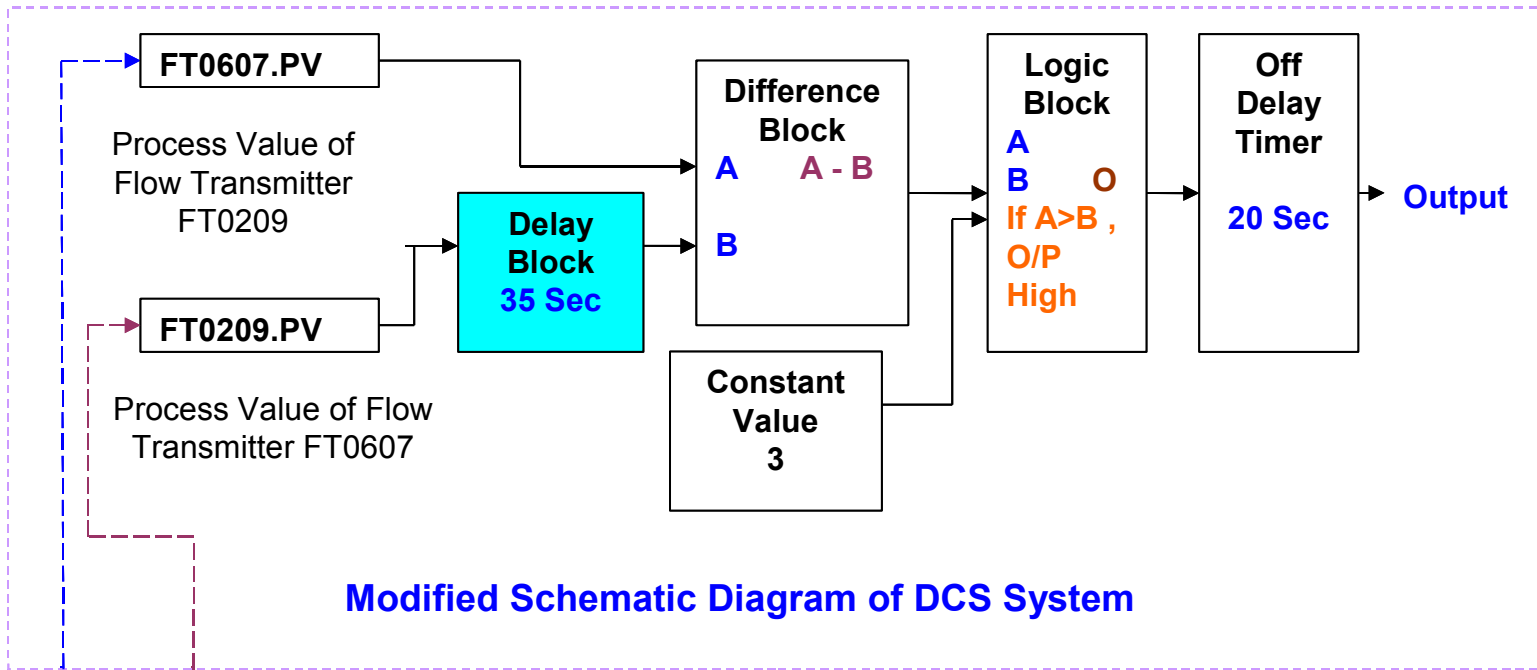 FT0607.PV
Process Value of
Flow Transmitter
FT0209
FT0209.PV
Process Value of Flow
Transmitter FT0607
Delay
Block
35 Sec
Difference
Block
A A - B
B
Constant
Value
3
Logic
Block
A
B O
If A>B ,
O/P
High
Off
Delay
Timer
20 Sec
Output
Modified Schematic Diagram of DCS System